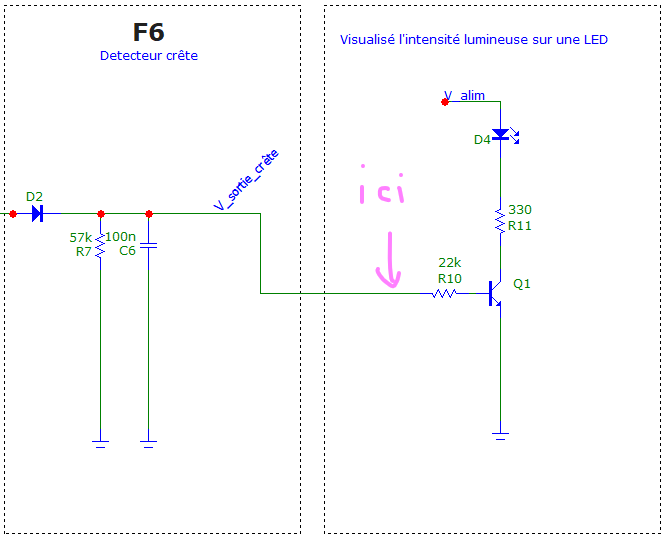 F6
Detecteur crête
Visualisé l'intensité lumineuse sur une LED
V_alim
D4
ici
V_sortie_crête
D2
330
R11
57k
R7
100n
C6
22k
R10
Q1